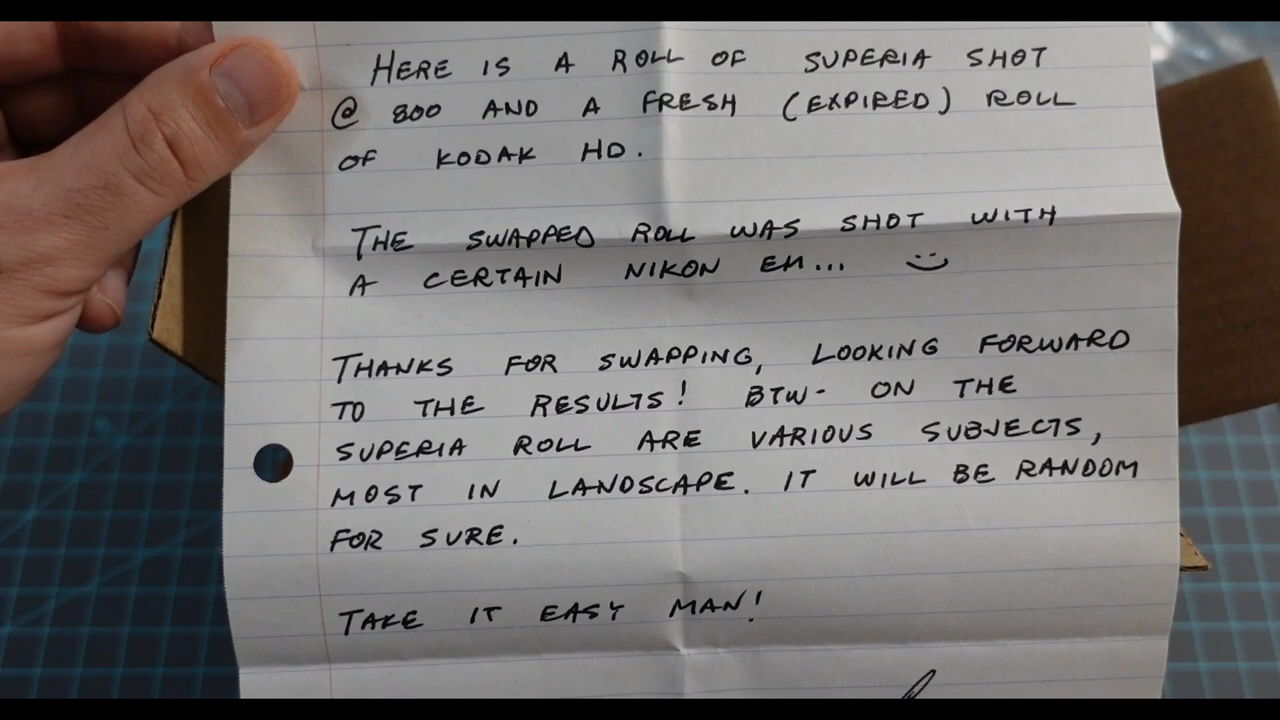 HERE IS A ROLL OF SUPERIA SHOT
@ 800 AND A FRESH (EXPIRED) ROLL
OF KODAK HD.
THE SWAPPED ROLL WAS SHOT WITH
A CERTAIN NIKON EM... :)
THANKS FOR SWAPPING, LOOKING FORWARD
TO THE RESULTS! BTW- ON THE
SUPERIA ROLL ARE VARIOUS SUBJECTS,
MOST IN LANDSCAPE. IT WILL BE RANDOM
FOR SURE.
TAKE IT EASY MAN!